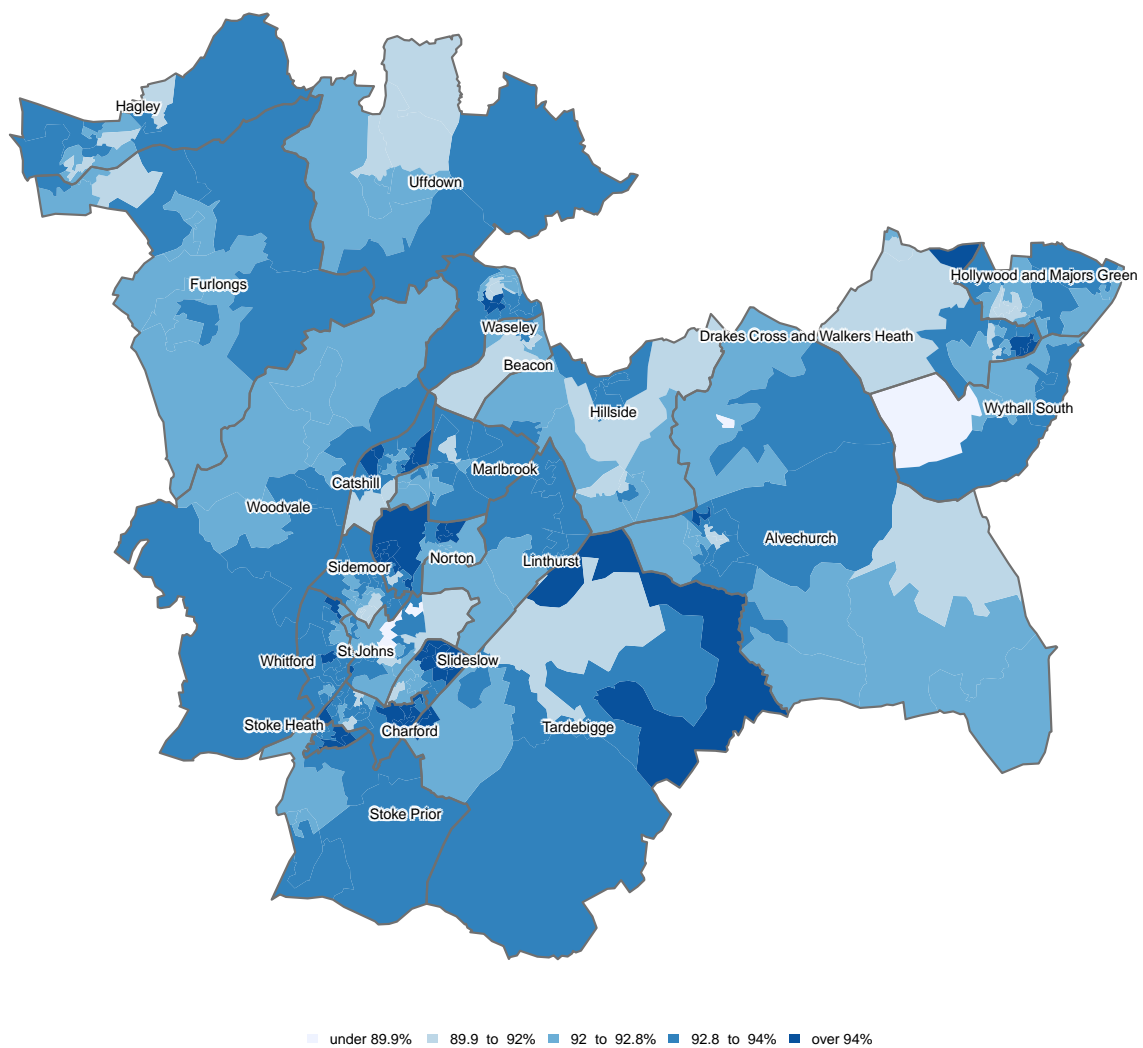 Hagley
Uffdown
Hollywood and Majors Green
Furlongs
Waseley
Drakes Cross and Walkers Heath
Beacon
Wythall South
Hillside
Marlbrook
Catshill
Woodvale
Alvechurch
Norton
Linthurst
Sidemoor
St Johns
Slideslow
Whitford
Stoke Heath
Tardebigge
Charford
Stoke Prior
under 89.9% 89.9 to 92% 92 to 92.8% 92.8 to 94% over 94%